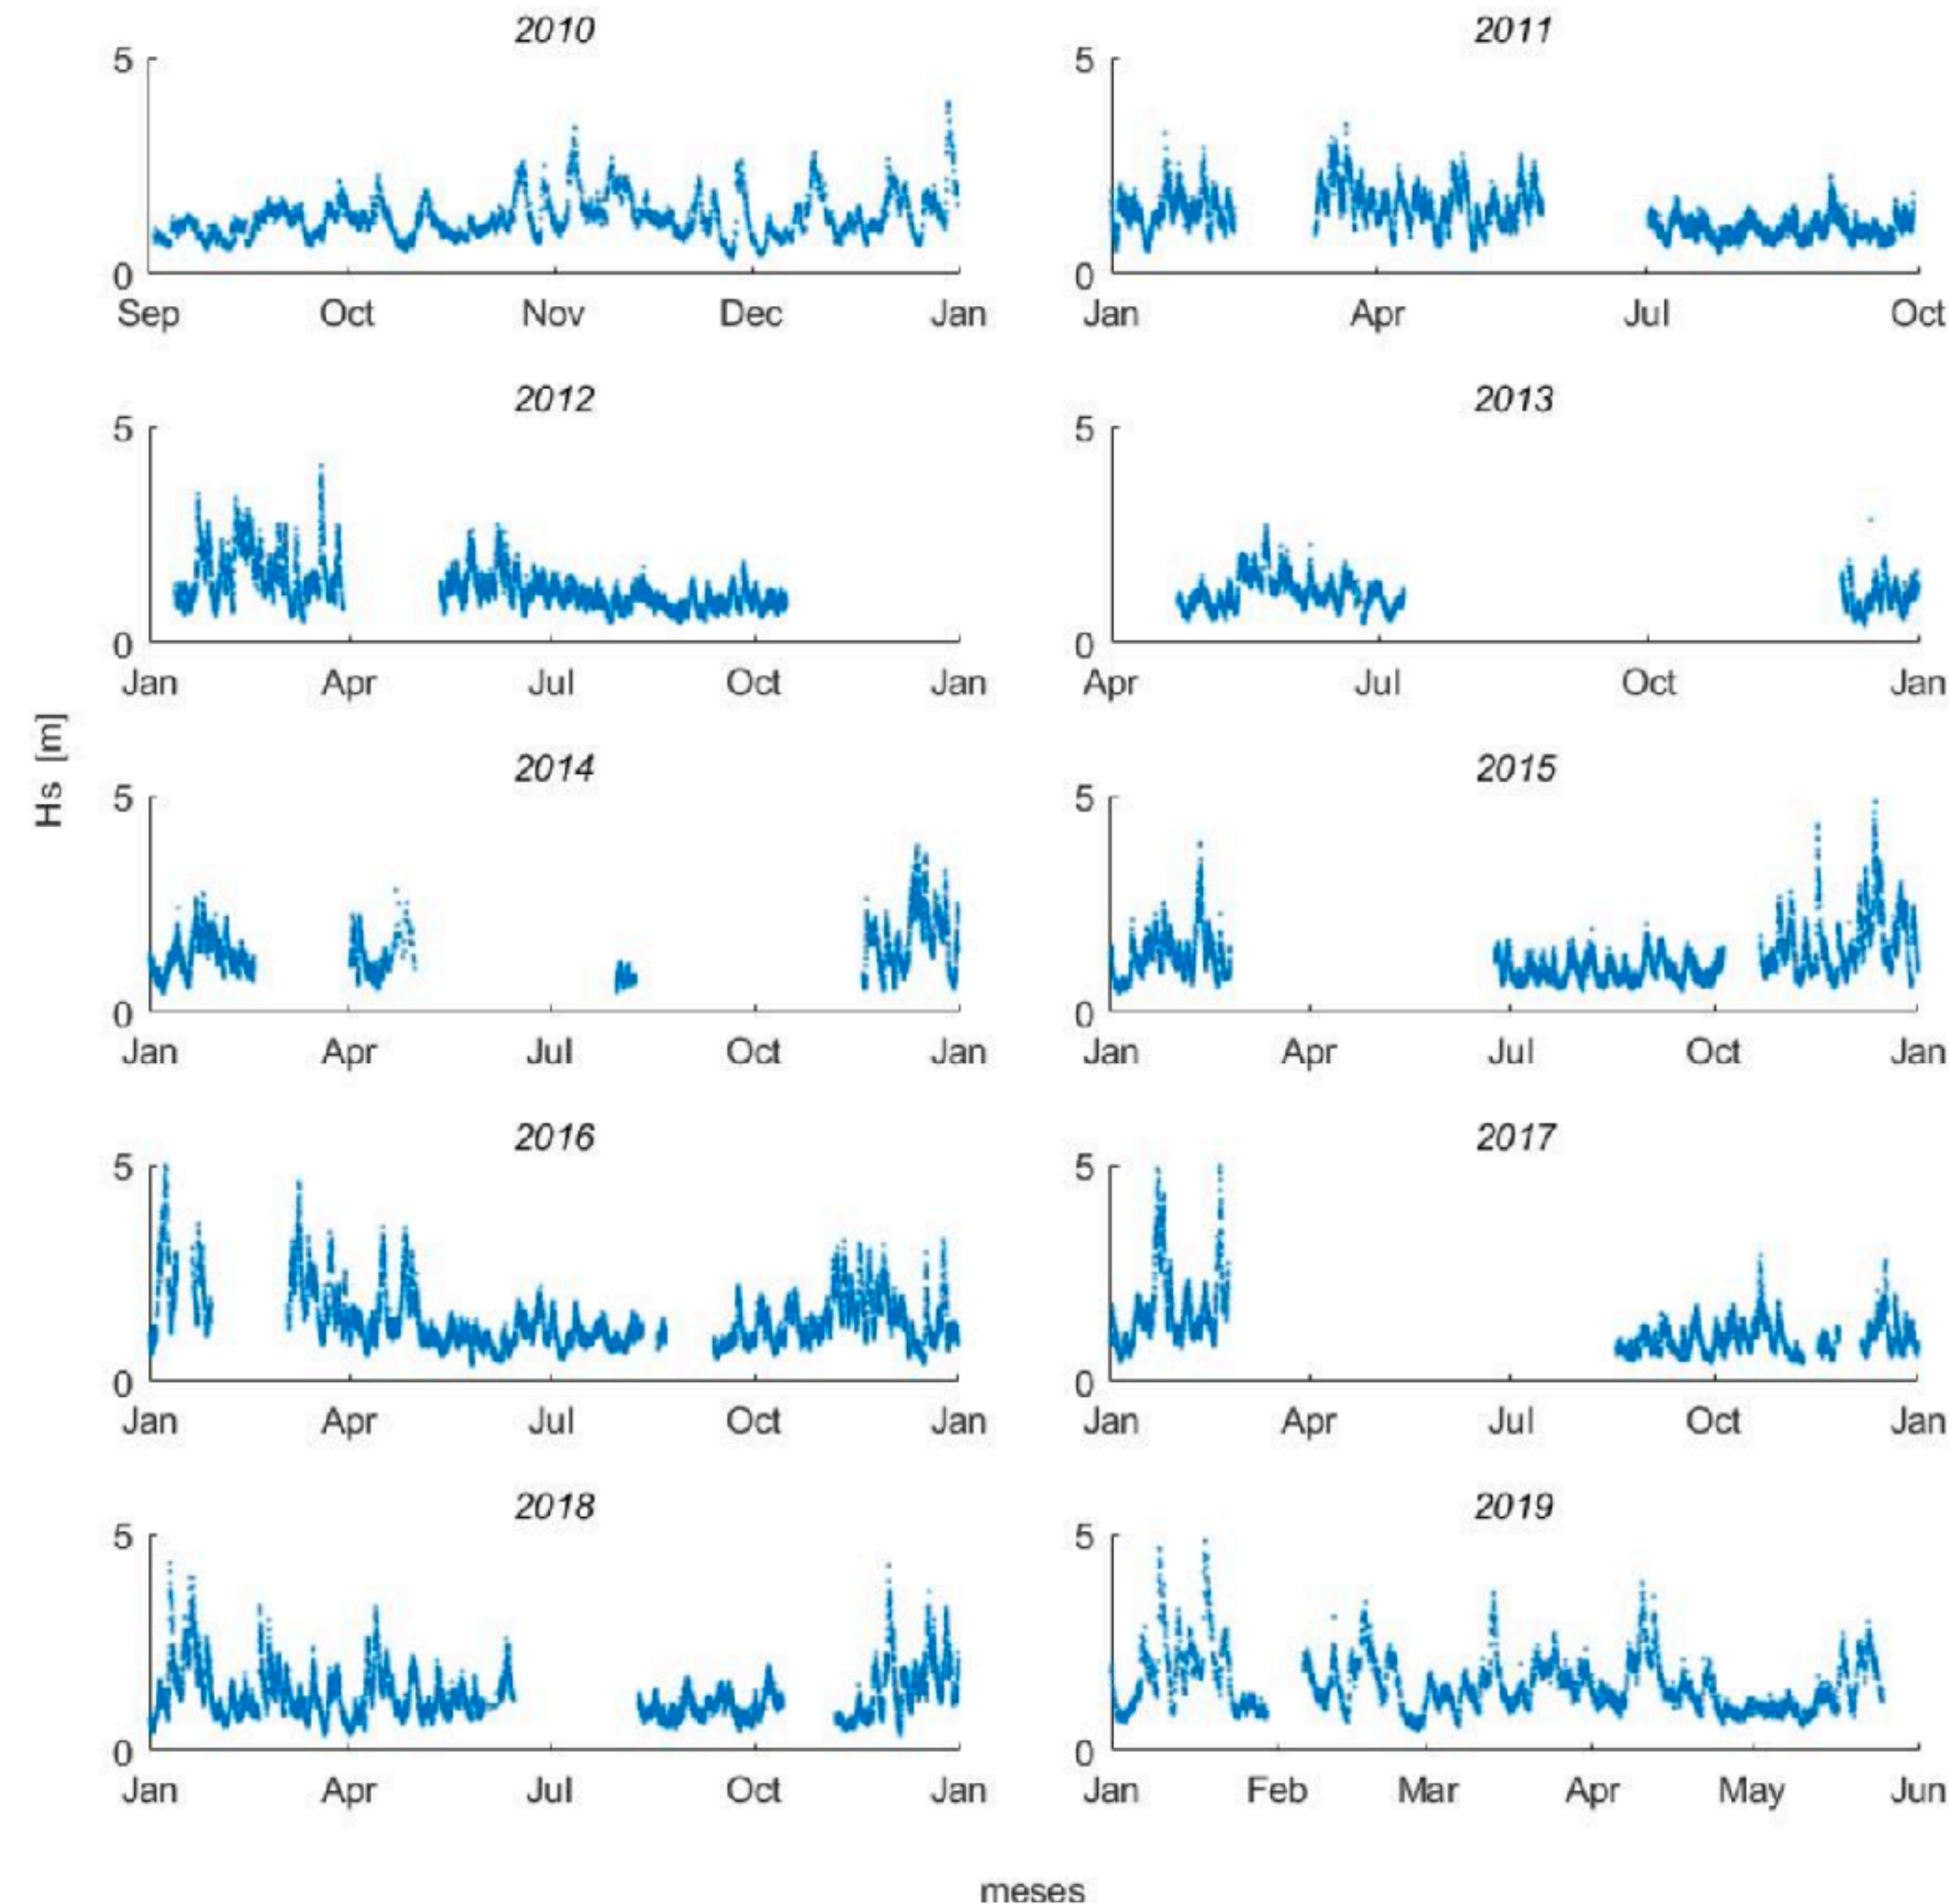 2010
5
0
Sep Oct Nov Dec Jan
2011
5
0
Jan Apr Jul Oct
2012
5
0
Jan Apr Jul Oct Jan
2013
5
0
Apr Jul Oct Jan
Hs [m]
2014
5
0
Jan Apr Jul Oct Jan
2015
5
0
Jan Apr Jul Oct Jan
2016
5
0
Jan Apr Jul Oct Jan
2017
5
0
Jan Apr Jul Oct Jan
2018
5
0
Jan Apr Jul Oct Jan
2019
5
0
Jan Feb Mar Apr May Jun
meses